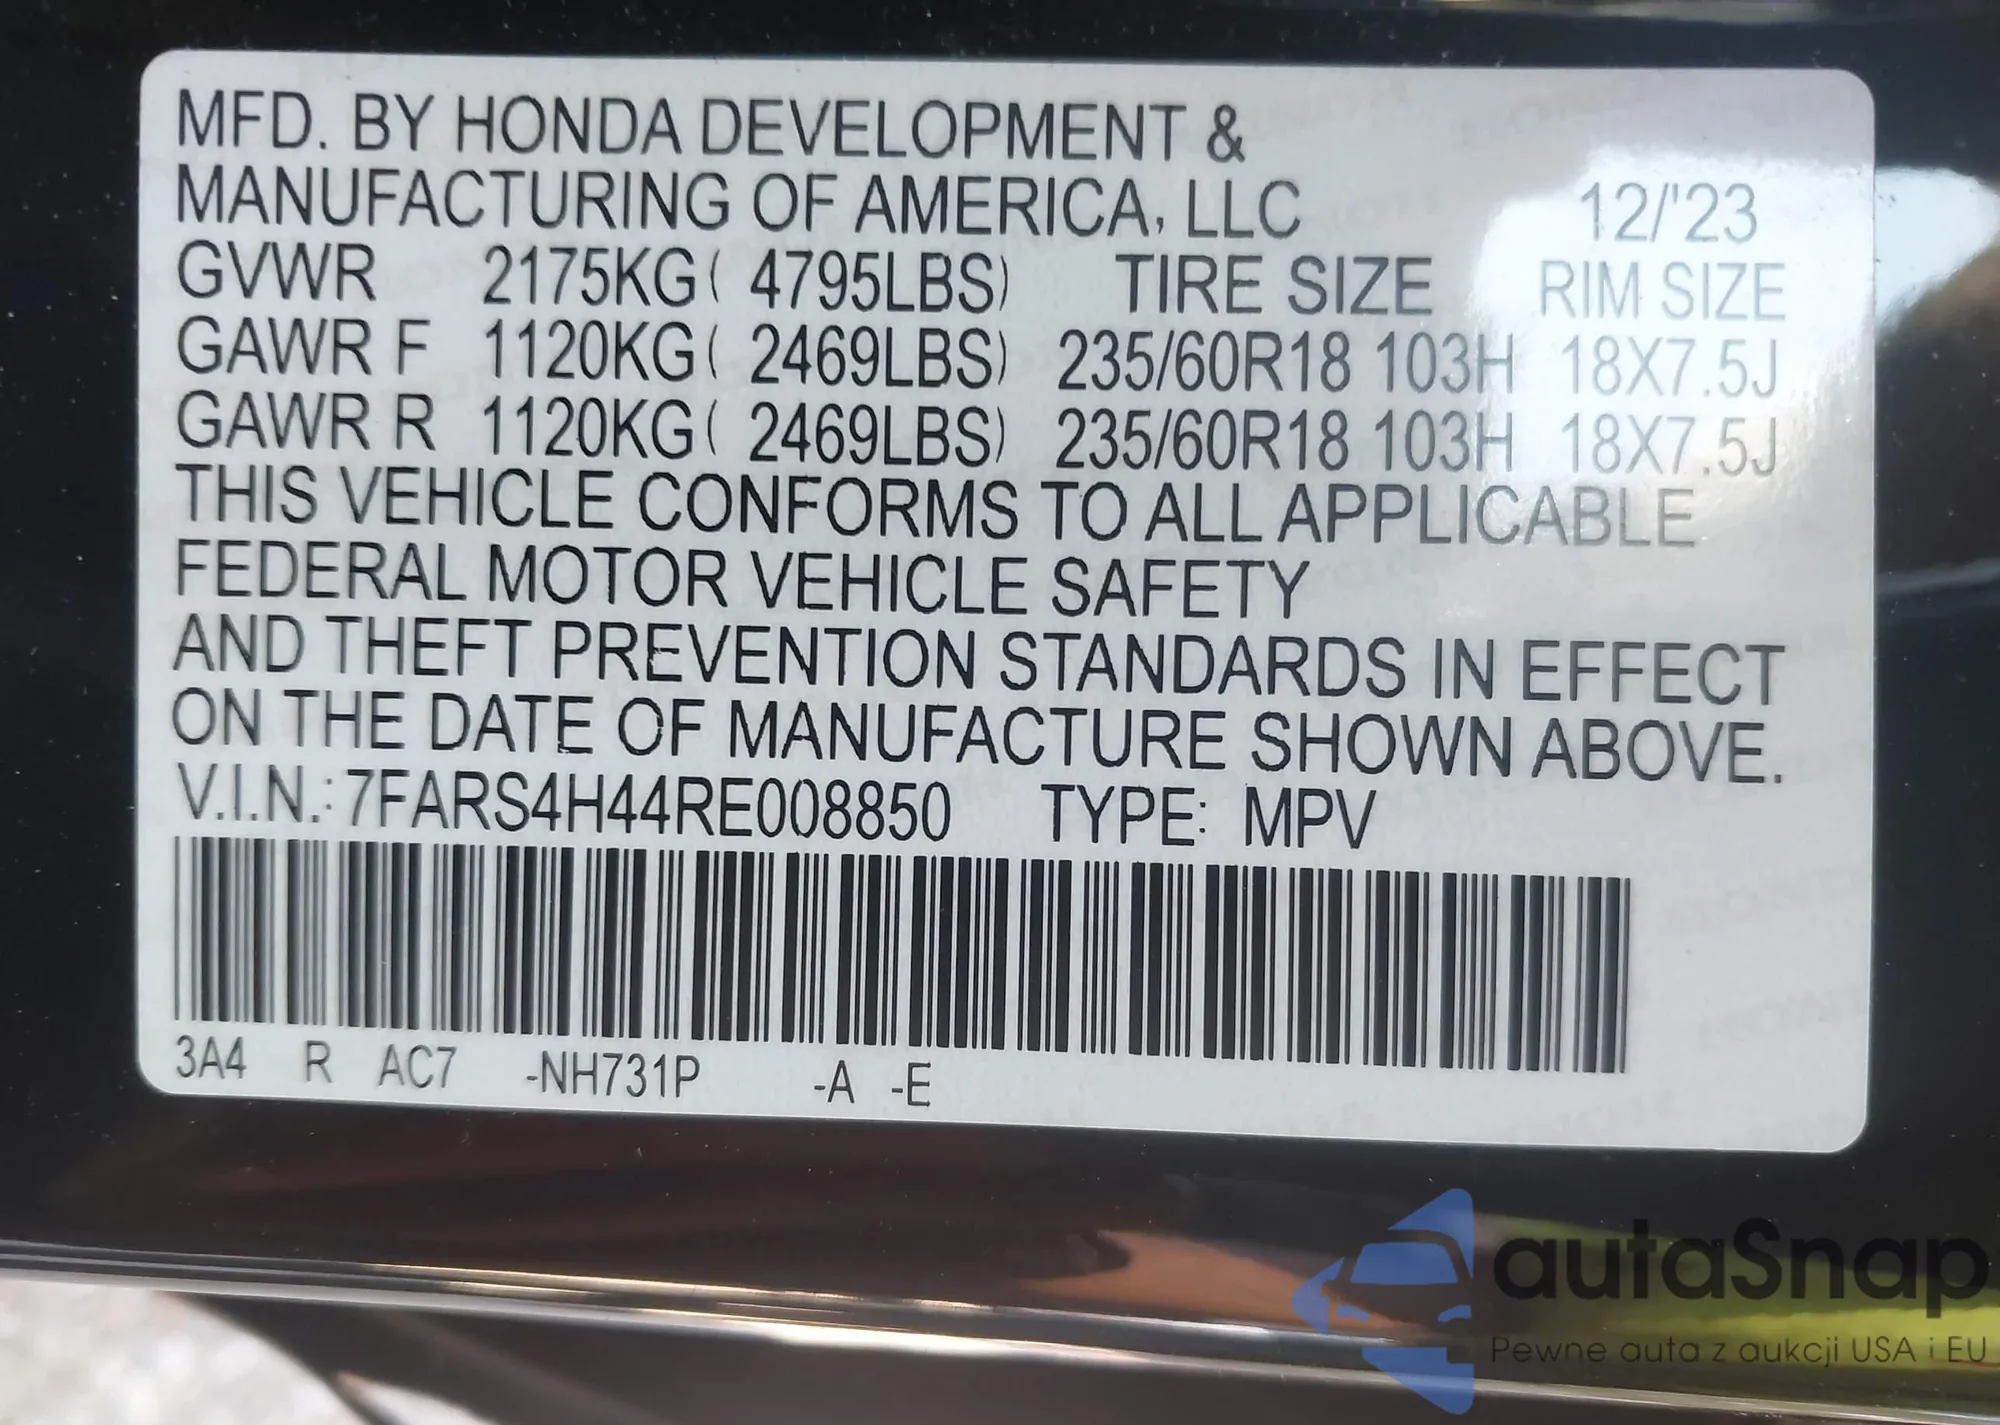 MFD. BY HONDA DEVELOPMENT &
MANUFACTURING OF AMERICA, LLC 12/'23
GVWR 2175KG( 4795LBS) TIRE SIZE RIM SIZE
GAWR F 1120KG( 2469LBS) 235/60R18 103H 18X7.5J
GAWR R 1120KG( 2469LBS) 235/60R18 103H 18X7.5J
THIS VEHICLE CONFORMS TO ALL APPLICABLE
FEDERAL MOTOR VEHICLE SAFETY
AND THEFT PREVENTION STANDARDS IN EFFECT
ON THE DATE OF MANUFACTURE SHOWN ABOVE.
V.I.N.: 7FARS4H44RE008850 TYPE: MPV
3A4 R AC7 -NH731P -A -E
autaSnap
Pewne auta z aukcji USA i EU